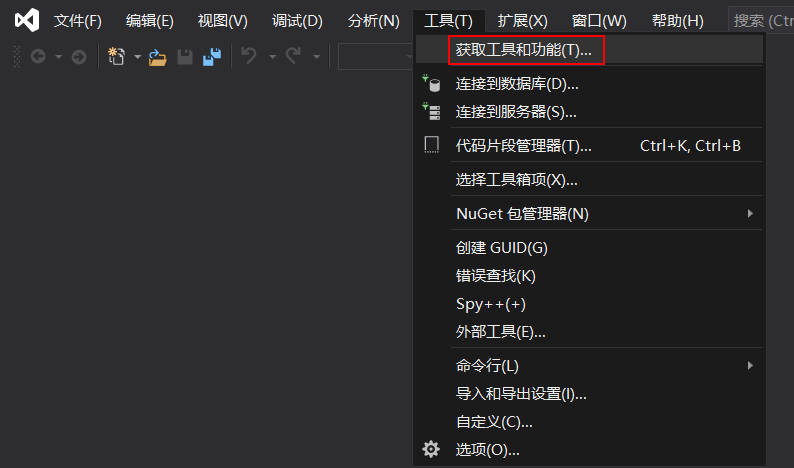 文件(F) 编辑(E) 视图(V) 调试(D) 分析(N) 工具(T) 扩展(X) 窗口(W) 帮助(H) 搜索 (Ctr
获取工具和功能(T)...
连接到数据库(D)...
连接到服务器(S)...
代码片段管理器(T)... Ctrl+K, Ctrl+B
选择工具箱项(X)...
NuGet 包管理器(N)
创建 GUID(G)
错误查找(K)
Spy++(+)
外部工具(E)...
命令行(L)
导入和导出设置(I)...
自定义(C)...
选项(O)...